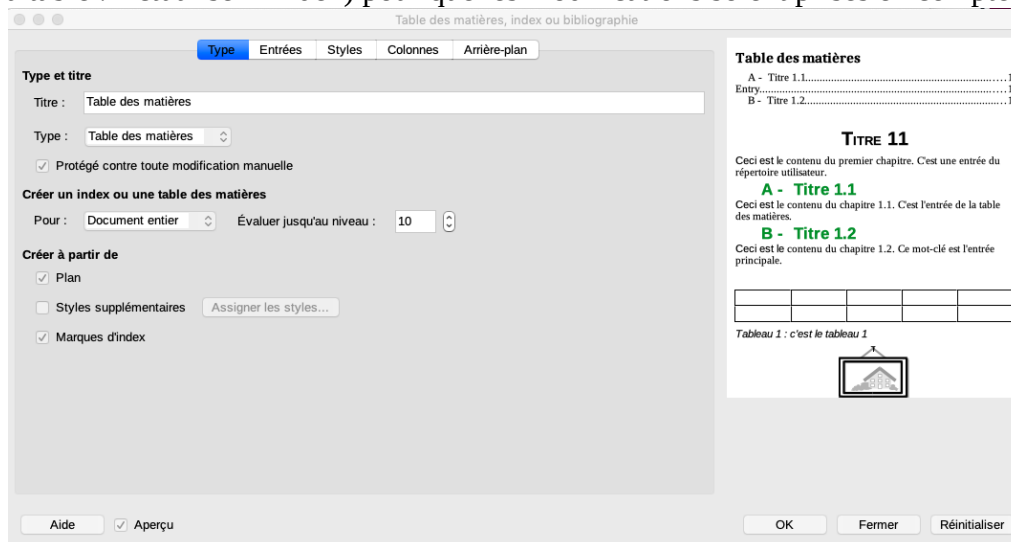 Table des matières, index ou bibliographie
Type Entrées Styles Colonnes Arrière-plan
Type et titre
Titre : Table des matières
Type : Table des matières
Protégé contre toute modification manuelle
Créer un index ou une table des matières
Pour : Document entier Évaluer jusqu'au niveau : 10
Créer à partir de
Plan
Styles supplémentaires Assigner les styles...
Marques d'index
Aide Aperçu OK Fermer Réinitialiser
Table des matières
A - Titre 1.1
Entry
B - Titre 1.2
TITRE 11
Ceci est le contenu du premier chapitre. C'est une entrée du
répertoire utilisateur.
A - Titre 1.1
Ceci est le contenu du chapitre 1.1. C'est l'entrée de la table
des matières.
B - Titre 1.2
Ceci est le contenu du chapitre 1.2. Ce mot-clé est l'entrée
principale.
Tableau 1 : c'est le tableau 1